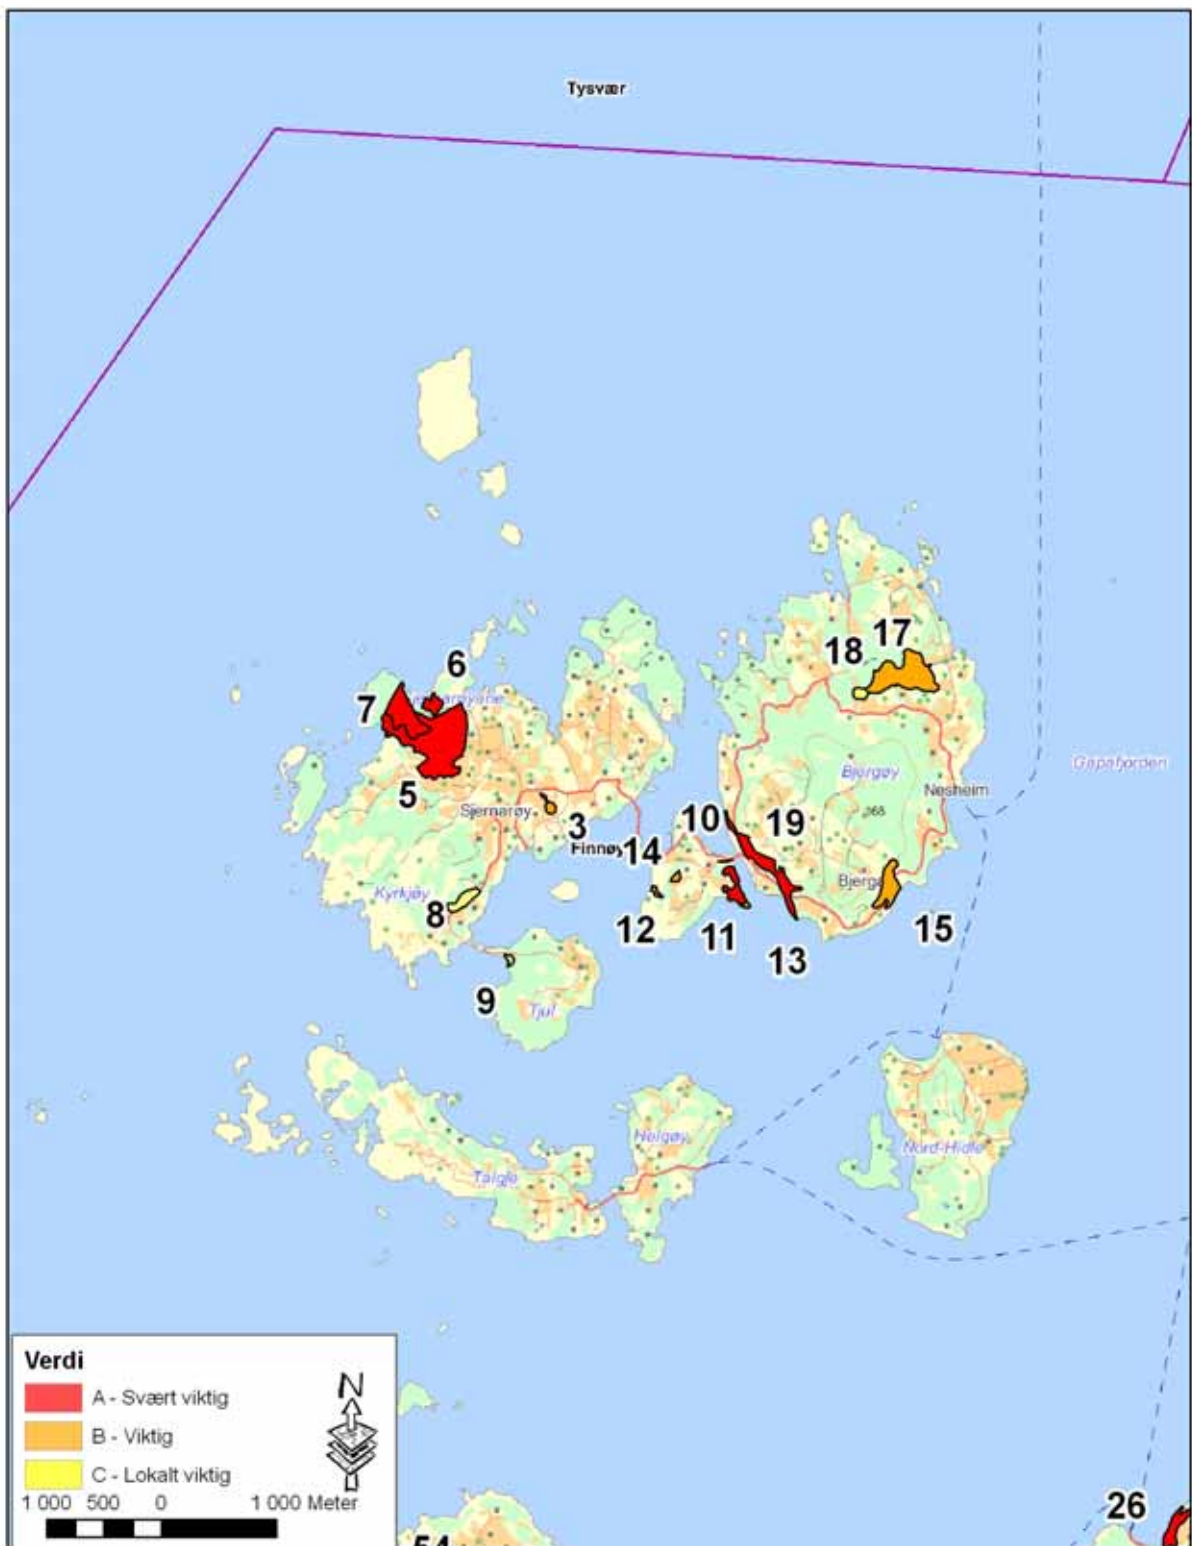 Tysvær
17
18
6
7
Bjergøy
Gapafjorden
Nesheim
368
5
Sjernarøy
3
10
19
Finnøy
14
Kyrkjøy
8
12
11
13
15
9
Tjul
Helgøy
Nord-Hidle
Talgje
Verdi
N
A - Svært viktig
B - Viktig
C - Lokalt viktig
1 000 500 0 1 000 Meter
26
54